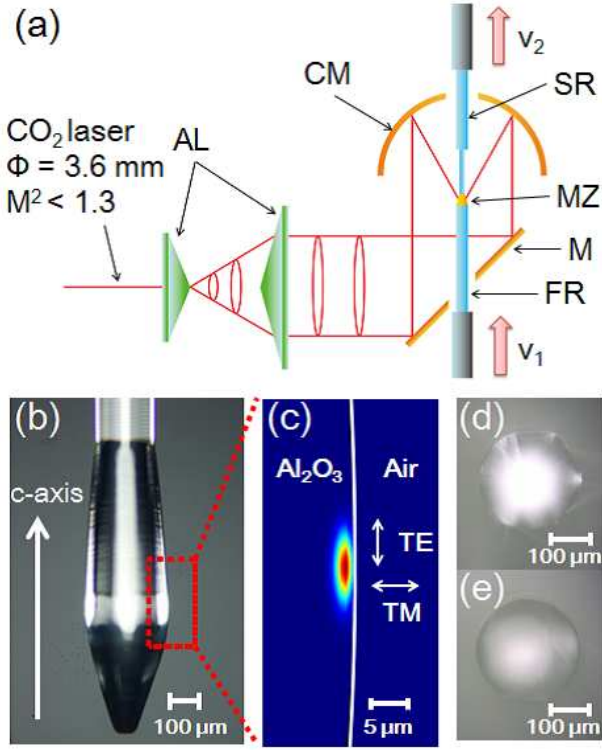 (a)
CO2 laser
Φ = 3.6 mm
M² < 1.3
AL
CM
v2
SR
MZ
M
FR
v1
(b)
c-axis
100 µm
(c)
Al2O3
Air
TE
TM
5 µm
(d)
100 µm
(e)
100 µm